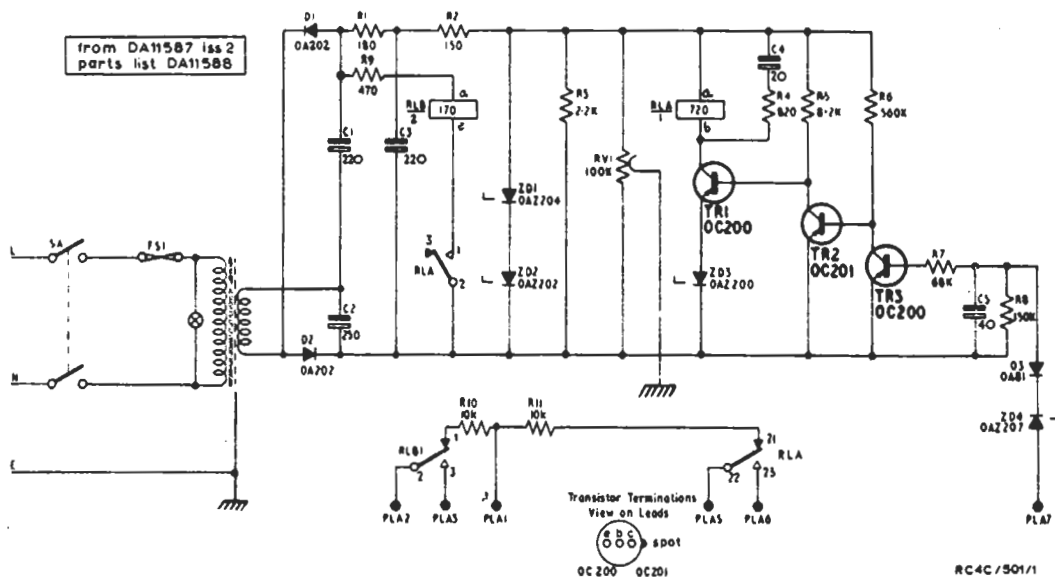 from DA11587 iss 2
parts list DA11588
D1
OA202
R1
180
R2
150
R9
470
RLB
2
a
170
e
C1
220
C3
220
R3
2·2K
RV1
100K
RLA
1
a
720
b
C4
20
R4
820
R5
8·2K
R6
560K
ZD1
OAZ204
ZD2
OAZ202
3
1
RLA
2
TR1
OC200
TR2
OC201
TR3
OC200
ZD3
OAZ200
R7
68K
C5
40
R8
150K
L
SA
FS1
N
E
C2
250
D2
OA202
D3
OA81
ZD4
OAZ207
R10
10K
R11
10K
RLB1
1
2
3
21
RLA
22
23
PLA2
PLA3
PLA1
PLA5
PLA6
PLA7
Transistor Terminations
View on Leads
e b c
spot
OC 200 OC201
RC4C/501/1